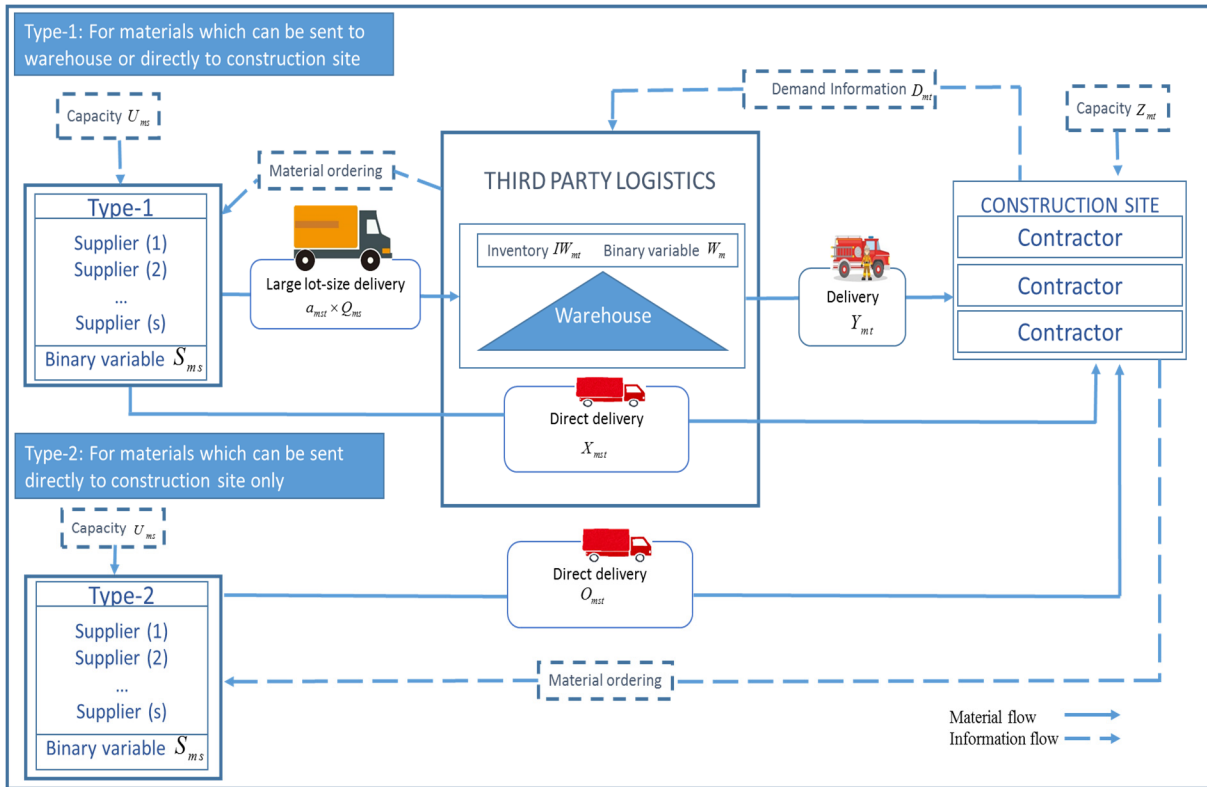 Type-1: For materials which can be sent to
warehouse or directly to construction site
Capacity U_ms
Material ordering
Demand Information D_mt
Capacity Z_mt
Type-1
Supplier (1)
Supplier (2)
...
Supplier (s)
Binary variable S_ms
Large lot-size delivery
a_mst × Q_ms
THIRD PARTY LOGISTICS
Inventory IW_mt
Binary variable W_m
Warehouse
Delivery
Y_mt
CONSTRUCTION SITE
Contractor
Contractor
Contractor
Direct delivery
X_mst
Type-2: For materials which can be sent
directly to construction site only
Capacity U_ms
Type-2
Supplier (1)
Supplier (2)
...
Supplier (s)
Binary variable S_ms
Direct delivery
O_mst
Material ordering
Material flow
Information flow